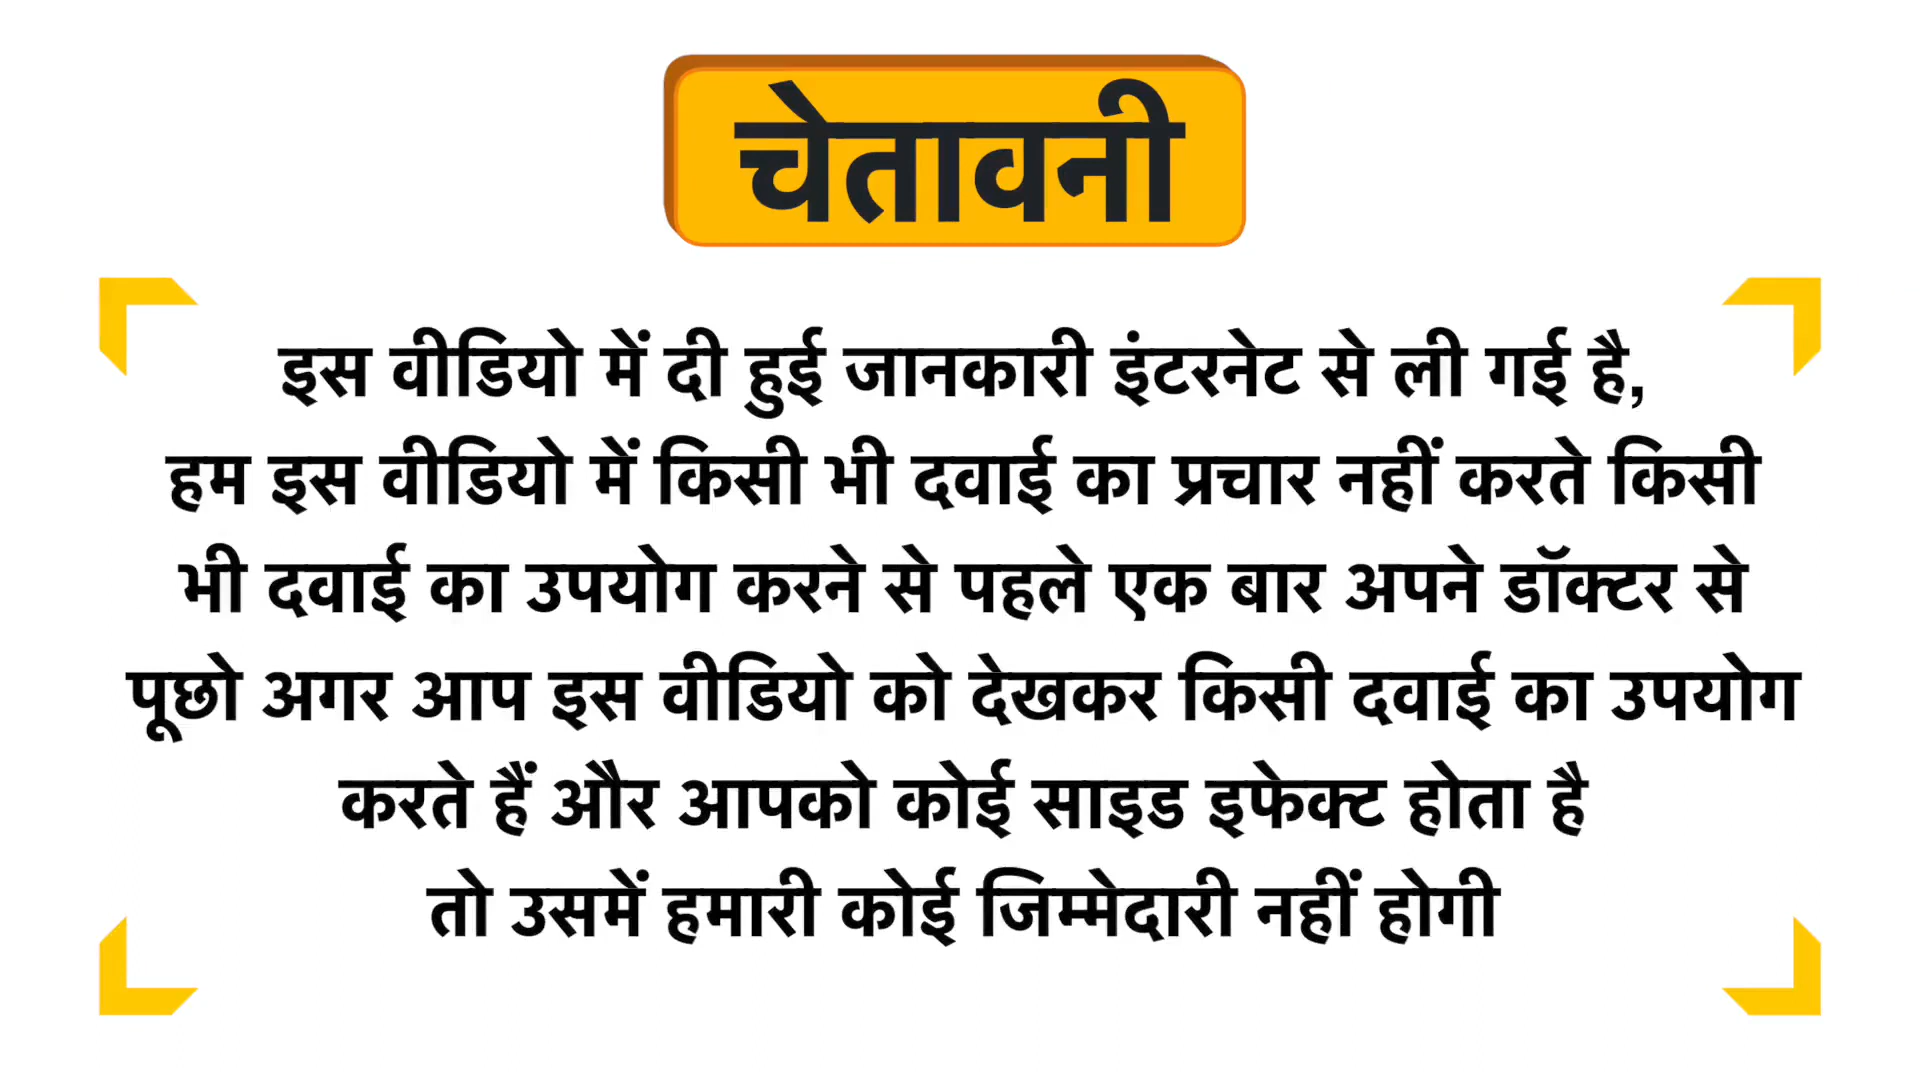 चेतावनी
इस वीडियो में दी हुई जानकारी इंटरनेट से ली गई है,
हम इस वीडियो में किसी भी दवाई का प्रचार नहीं करते किसी
भी दवाई का उपयोग करने से पहले एक बार अपने डॉक्टर से
पूछो अगर आप इस वीडियो को देखकर किसी दवाई का उपयोग
करते हैं और आपको कोई साइड इफेक्ट होता है
तो उसमें हमारी कोई जिम्मेदारी नहीं होगी